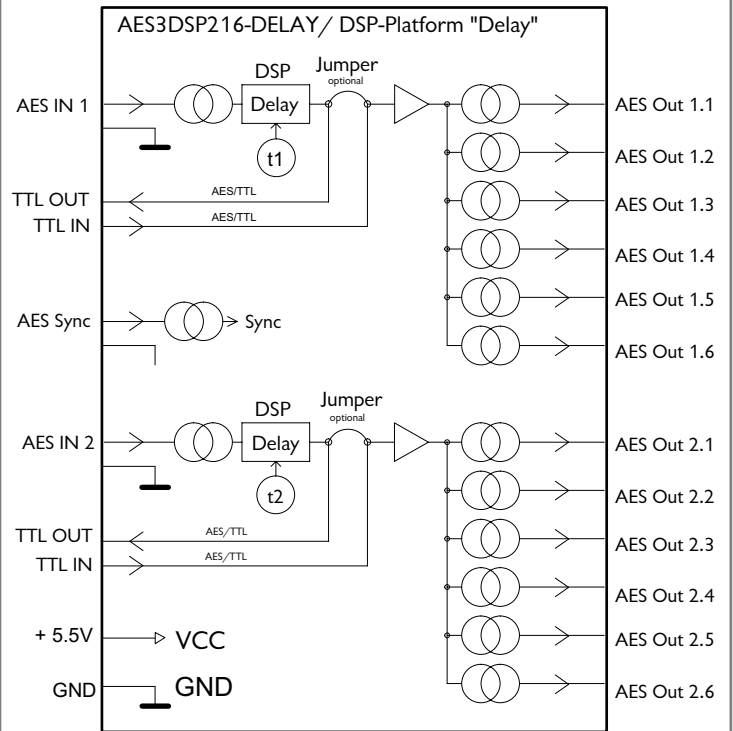 AES3DSP216-DELAY/ DSP-Platform "Delay"
DSP
Jumper
optional
AES IN 1
Delay
t1
AES Out 1.1
AES Out 1.2
TTL OUT
AES/TTL
AES Out 1.3
TTL IN
AES/TTL
AES Out 1.4
AES Out 1.5
AES Sync
Sync
AES Out 1.6
DSP
Jumper
optional
AES IN 2
Delay
t2
AES Out 2.1
AES Out 2.2
TTL OUT
AES/TTL
AES Out 2.3
TTL IN
AES/TTL
AES Out 2.4
+ 5.5V
VCC
AES Out 2.5
GND
GND
AES Out 2.6